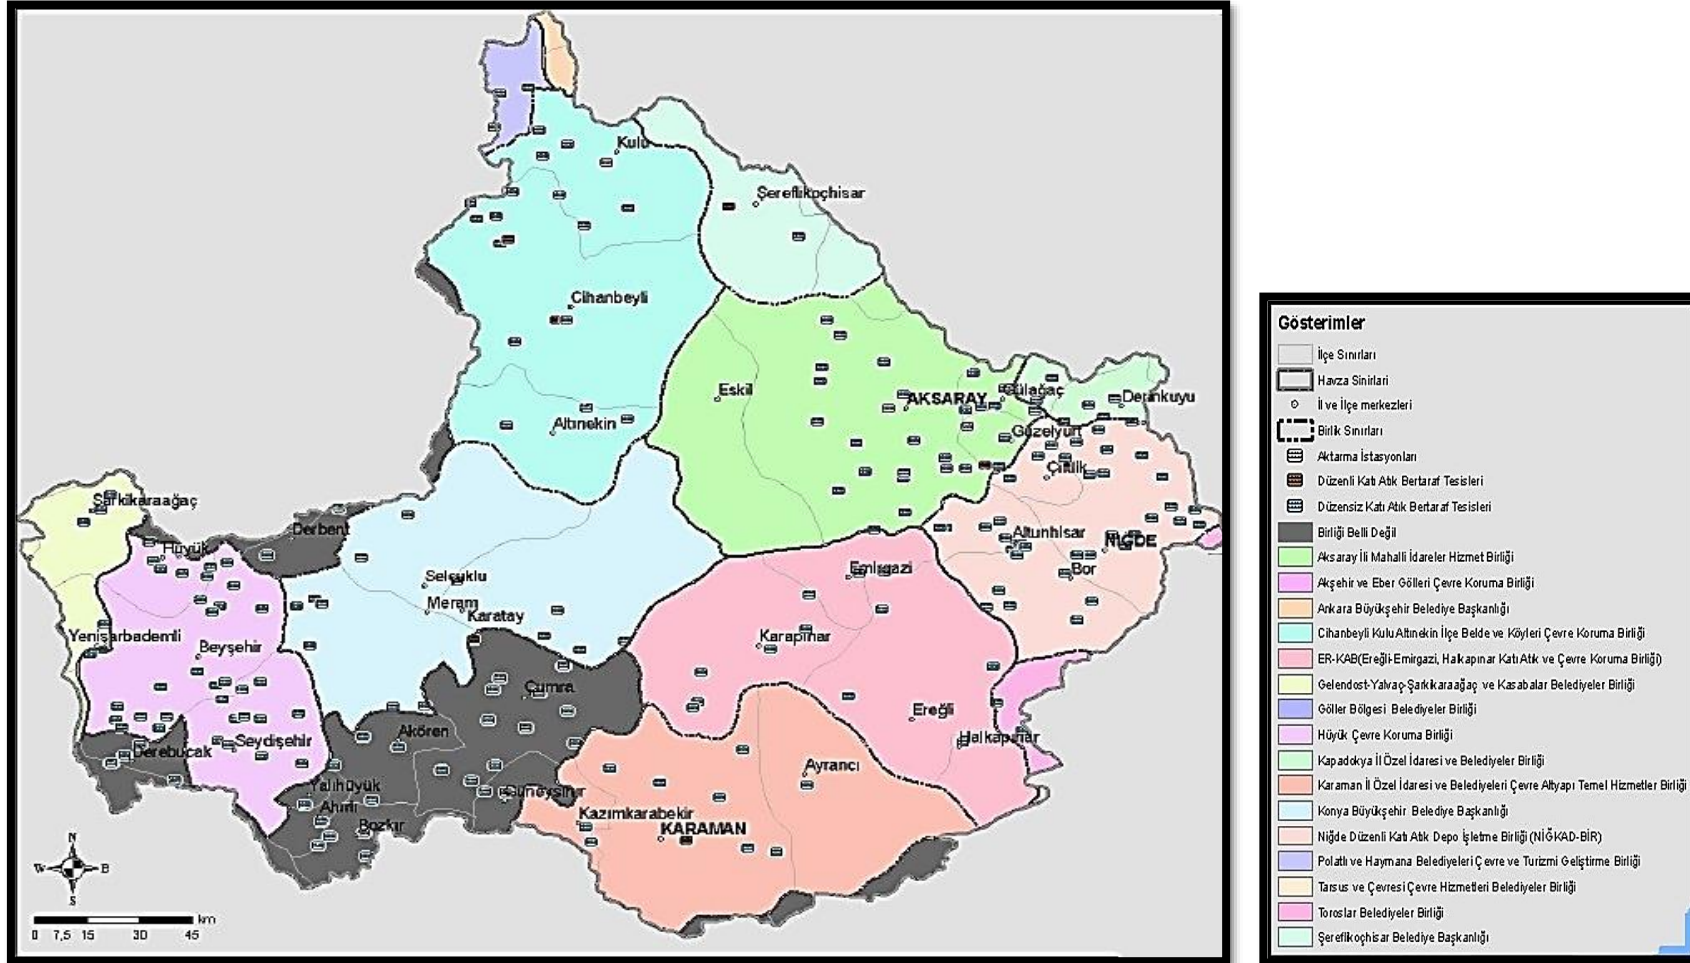 Kulu
Şereflikoçhisar
Cihanbeyli
Eskil
AKSARAY
Gülağaç
Derinkuyu
Altınekin
Güzelyurt
Çiftlik
Şarkikaraağaç
Derbent
Hüyük
Altunhisar
NİĞDE
Emirgazi
Bor
Selçuklu
Meram
Karatay
Yenişarbademli
Beyşehir
Karapınar
Çumra
Ereğli
Akören
Halkapınar
Seydişehir
Derebucak
Ayrancı
Yalıhüyük
Güneysınır
Ahırlı
Kazımkarabekir
Bozkır
KARAMAN
N
W B
S
km
0 7,5 15 30 45
Gösterimler
İlçe Sınırları
Havza Sinirlari
İl ve İlçe merkezleri
Birlik Sınırları
Aktarma İstasyonları
Düzenli Katı Atık Bertaraf Tesisleri
Düzensiz Katı Atık Bertaraf Tesisleri
Birliği Belli Değil
Aksaray İli Mahalli İdareler Hizmet Birliği
Akşehir ve Eber Gölleri Çevre Koruma Birliği
Ankara Büyükşehir Belediye Başkanlığı
Cihanbeyli KuluAltınekin İlçe Belde ve Köyleri Çevre Koruma Birliği
ER-KAB(Ereğli-Emirgazi, Halkapınar Katı Atık ve Çevre Koruma Birliği)
Gelendost-Yalvaç-Şarkikaraağaç ve Kasabalar Belediyeler Birliği
Göller Bölgesi Belediyeler Birliği
Hüyük Çevre Koruma Birliği
Kapadokya İl Özel İdaresi ve Belediyeler Birliği
Karaman İl Özel İdaresi ve Belediyeleri Çevre Altyapı Temel Hizmetler Birliği
Konya Büyükşehir Belediye Başkanlığı
Niğde Düzenli Katı Atık Depo İşletme Birliği (NİĞKAD-BİR)
Polatlı ve Haymana Belediyeleri Çevre ve Turizmi Geliştirme Birliği
Tarsus ve Çevresi Çevre Hizmetleri Belediyeler Birliği
Toroslar Belediyeler Birliği
Şereflikoçhisar Belediye Başkanlığı